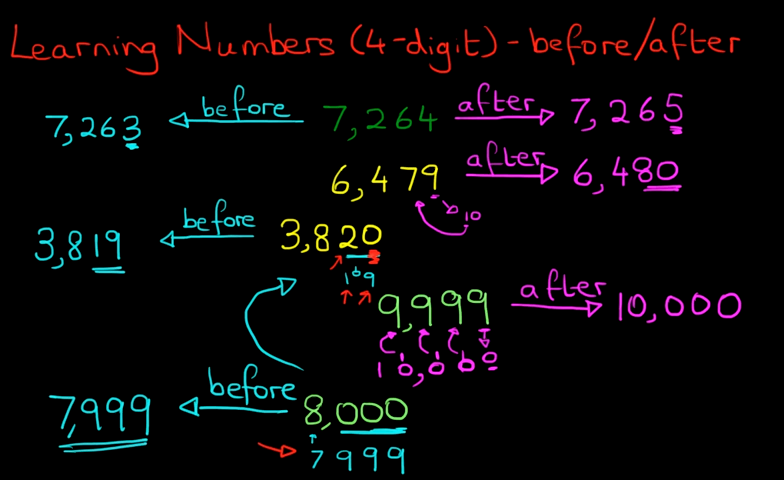 Learning Numbers (4-digit) - before/after
7,263 before 7,264 after 7,265
6,479 after 6,480
10
3,819 before 3,820
19
9,999 after 10,000
10,000
7,999 before 8,000
7999